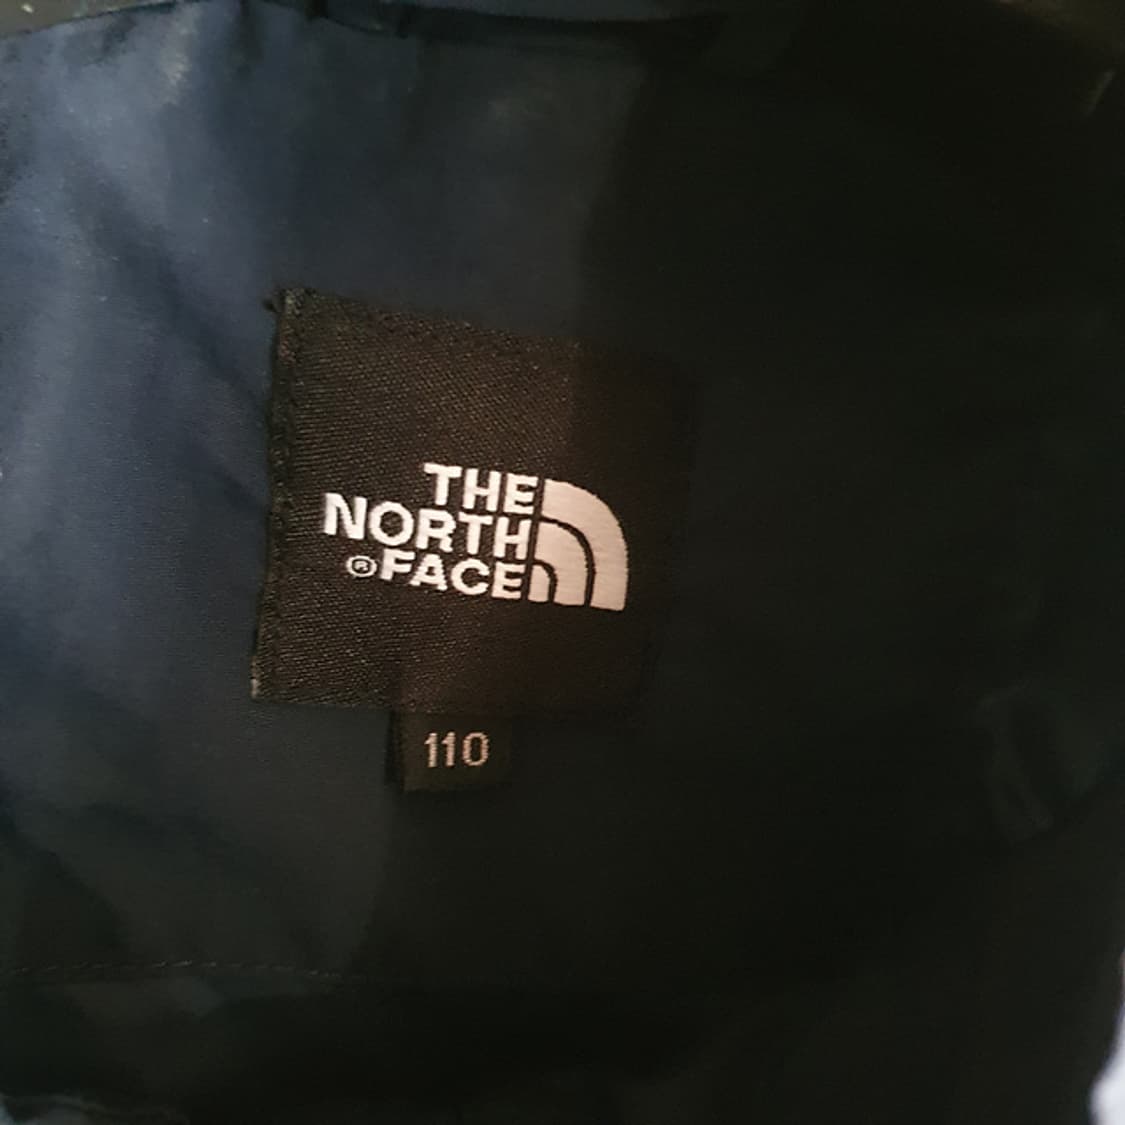 THE
NORTH
®FACE
110